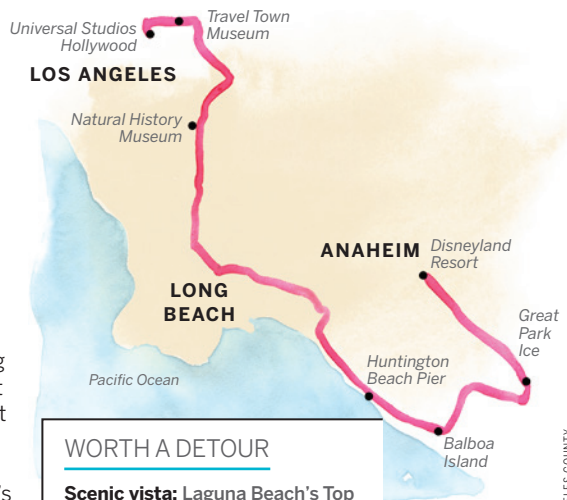 Universal Studios
Hollywood
Travel Town
Museum
LOS ANGELES
Natural History
Museum
ANAHEIM
Disneyland
Resort
LONG
BEACH
Great
Park
Ice
Pacific Ocean
Huntington
Beach Pier
Balboa
Island
WORTH A DETOUR
Scenic vista: Laguna Beach's Top